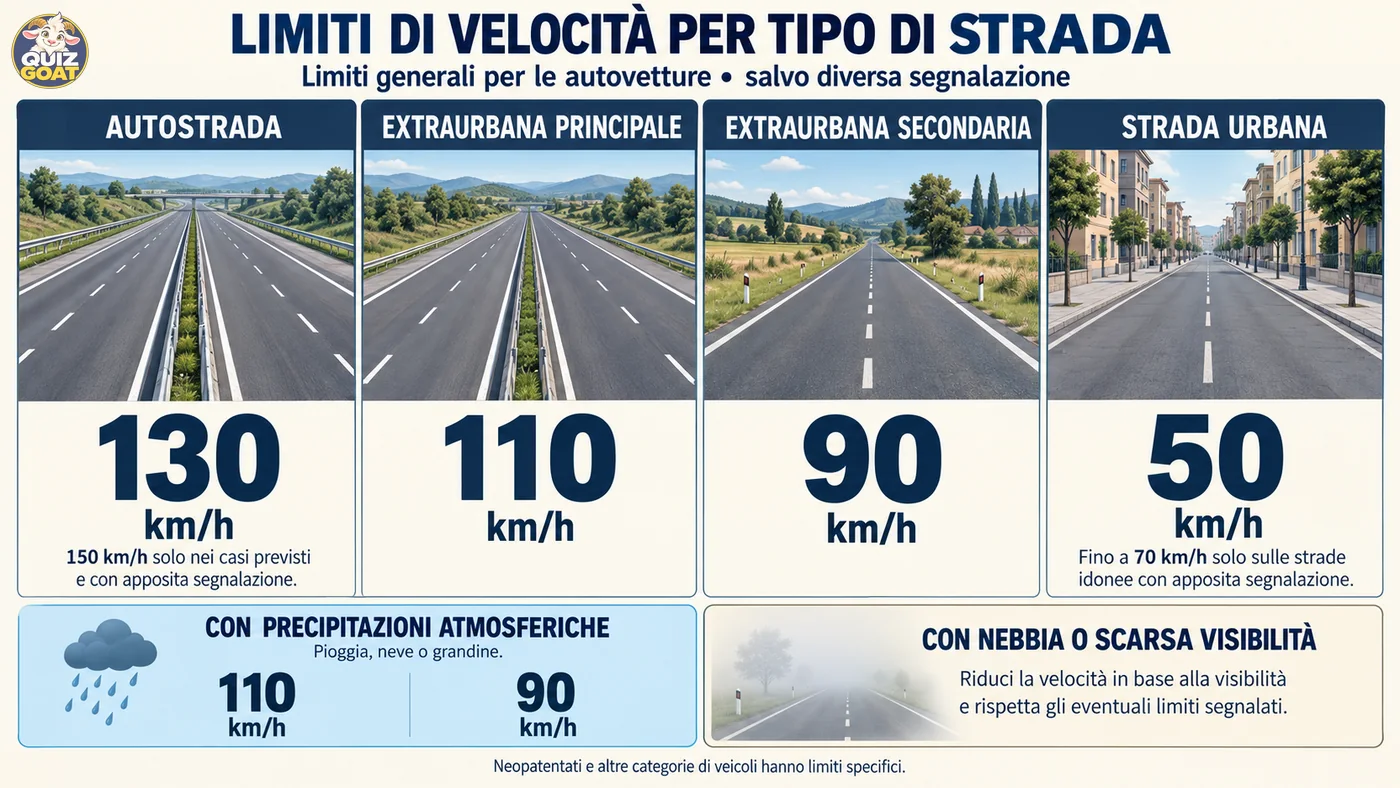 QUIZ
GOAT
LIMITI DI VELOCITÀ PER TIPO DI STRADA
Limiti generali per le autovetture • salvo diversa segnalazione
AUTOSTRADA
130
km/h
150 km/h solo nei casi previsti
e con apposita segnalazione.
EXTRAURBANA PRINCIPALE
110
km/h
EXTRAURBANA SECONDARIA
90
km/h
STRADA URBANA
50
km/h
Fino a 70 km/h solo sulle strade
idonee con apposita segnalazione.
CON PRECIPITAZIONI ATMOSFERICHE
Pioggia, neve o grandine.
110
km/h
90
km/h
CON NEBBIA O SCARSA VISIBILITÀ
Riduci la velocità in base alla visibilità
e rispetta gli eventuali limiti segnalati.
Neopatentati e altre categorie di veicoli hanno limiti specifici.